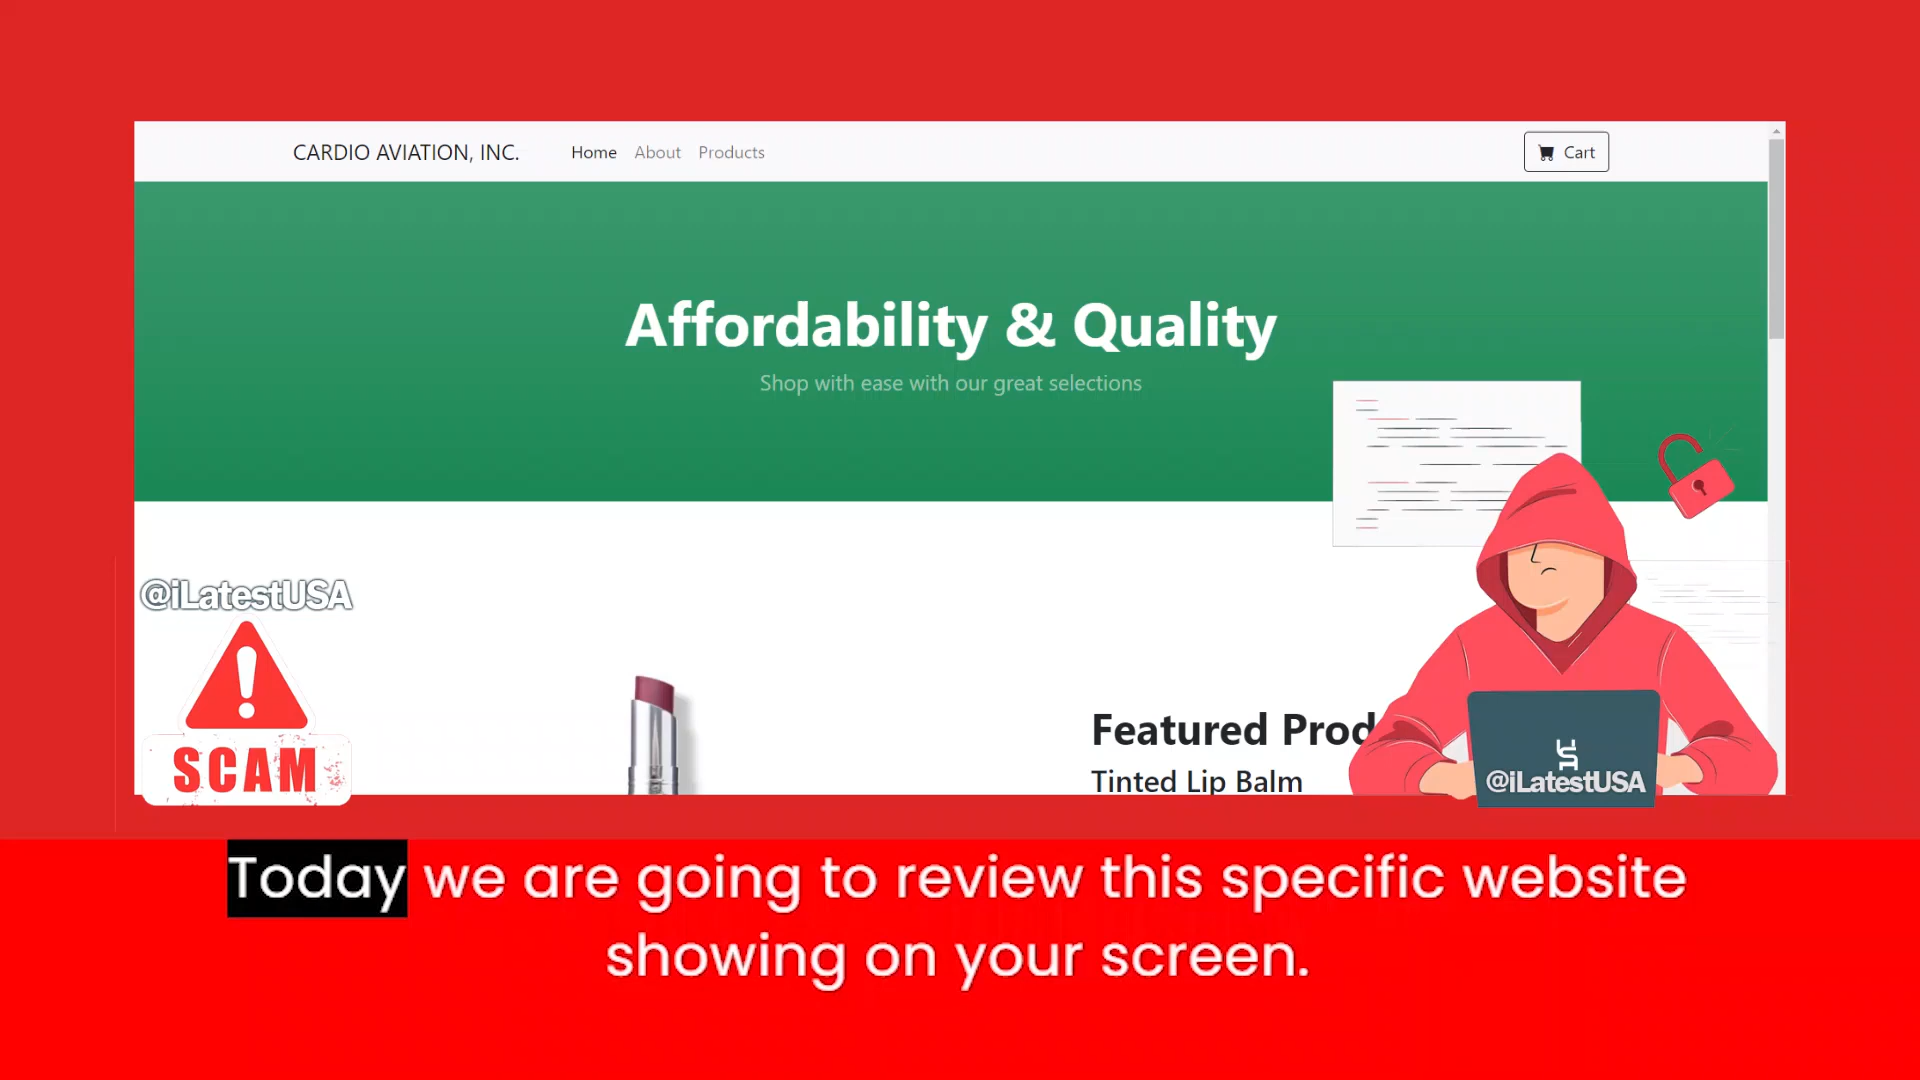 CARDIO AVIATION, INC.
Home
About
Products
Cart
Affordability & Quality
Shop with ease with our great selections
@iLatestUSA
SCAM
Featured Prod
Tinted Lip Balm
@iLatestUSA
Today we are going to review this specific website
showing on your screen.